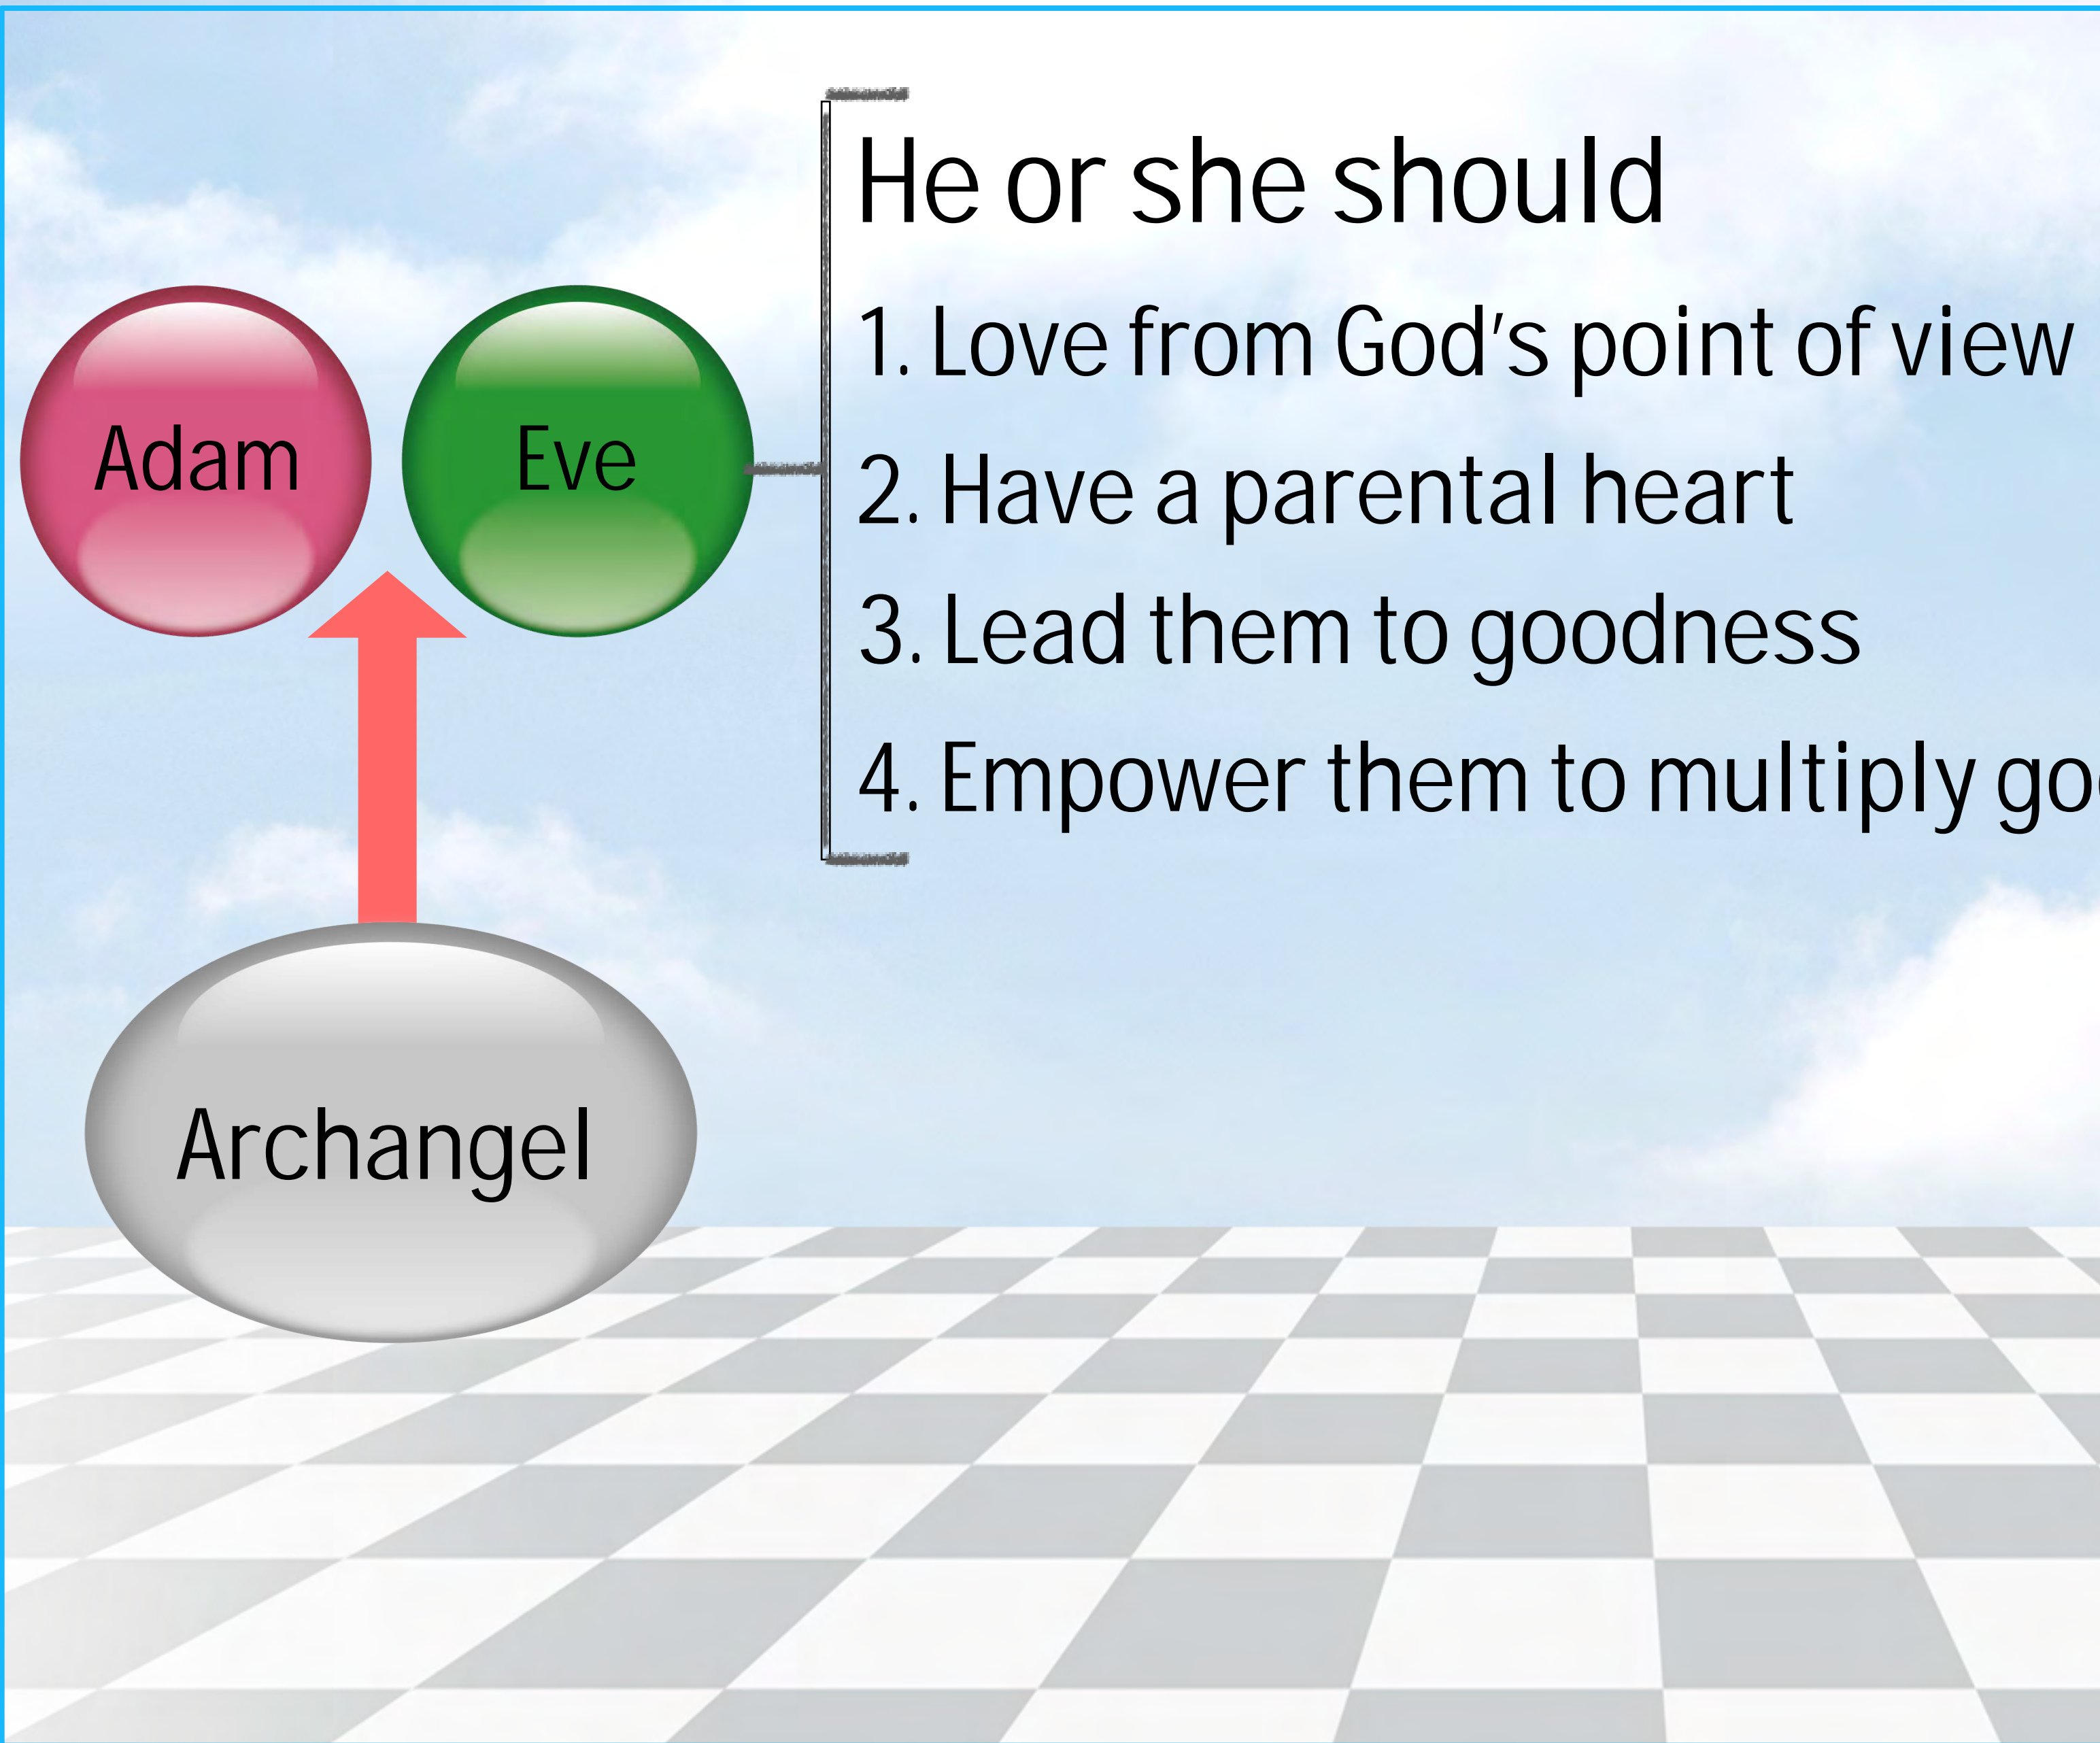 He or she should
1. Love from God's point of view
2. Have a parental heart
3. Lead them to goodness
4. Empower them to multiply
Adam
Eve
Archangel